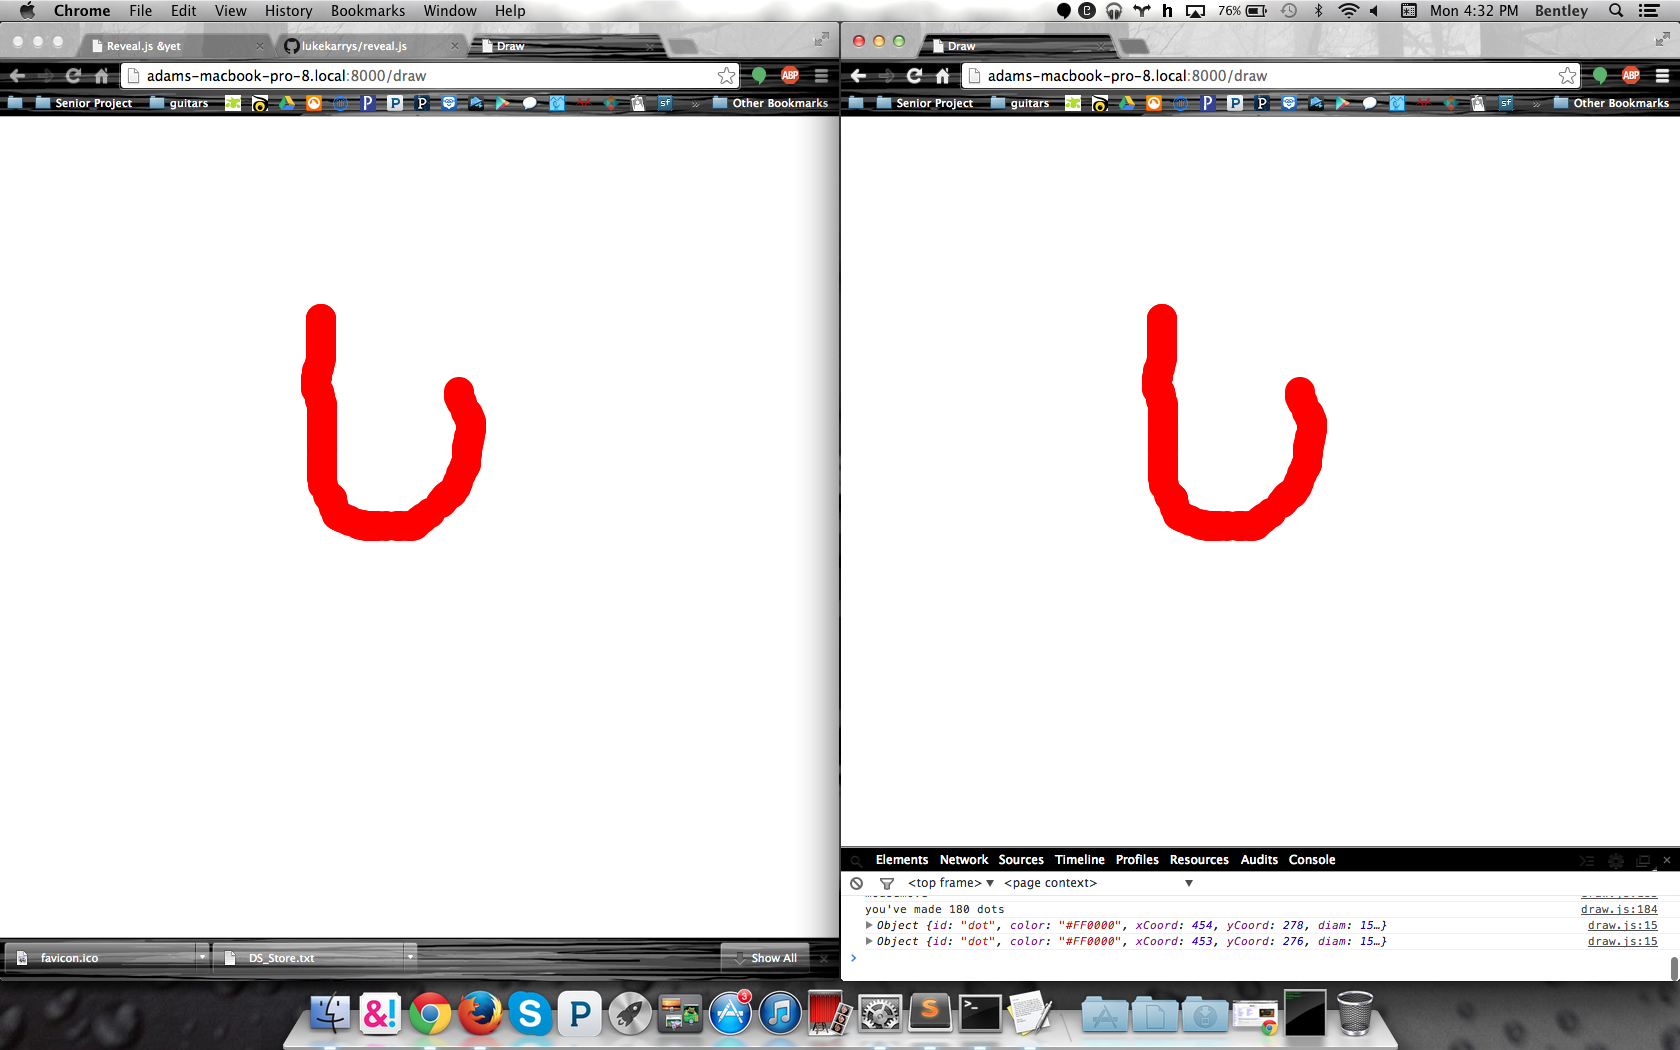 Chrome File Edit View History Bookmarks Window Help
76% Mon 4:32 PM Bentley
Reveal.js &yet
lukekarrys/reveal.js
Draw
adams-macbook-pro-8.local:8000/draw
ABP
Senior Project guitars Other Bookmarks
Draw
adams-macbook-pro-8.local:8000/draw
ABP
Senior Project guitars Other Bookmarks
Elements Network Sources Timeline Profiles Resources Audits Console
<top frame> <page context>
you've made 180 dots draw.js:184
Object {id: "dot", color: "#FF0000", xCoord: 454, yCoord: 278, diam: 15…} draw.js:15
Object {id: "dot", color: "#FF0000", xCoord: 453, yCoord: 276, diam: 15…} draw.js:15
favicon.ico DS_Store.txt Show All